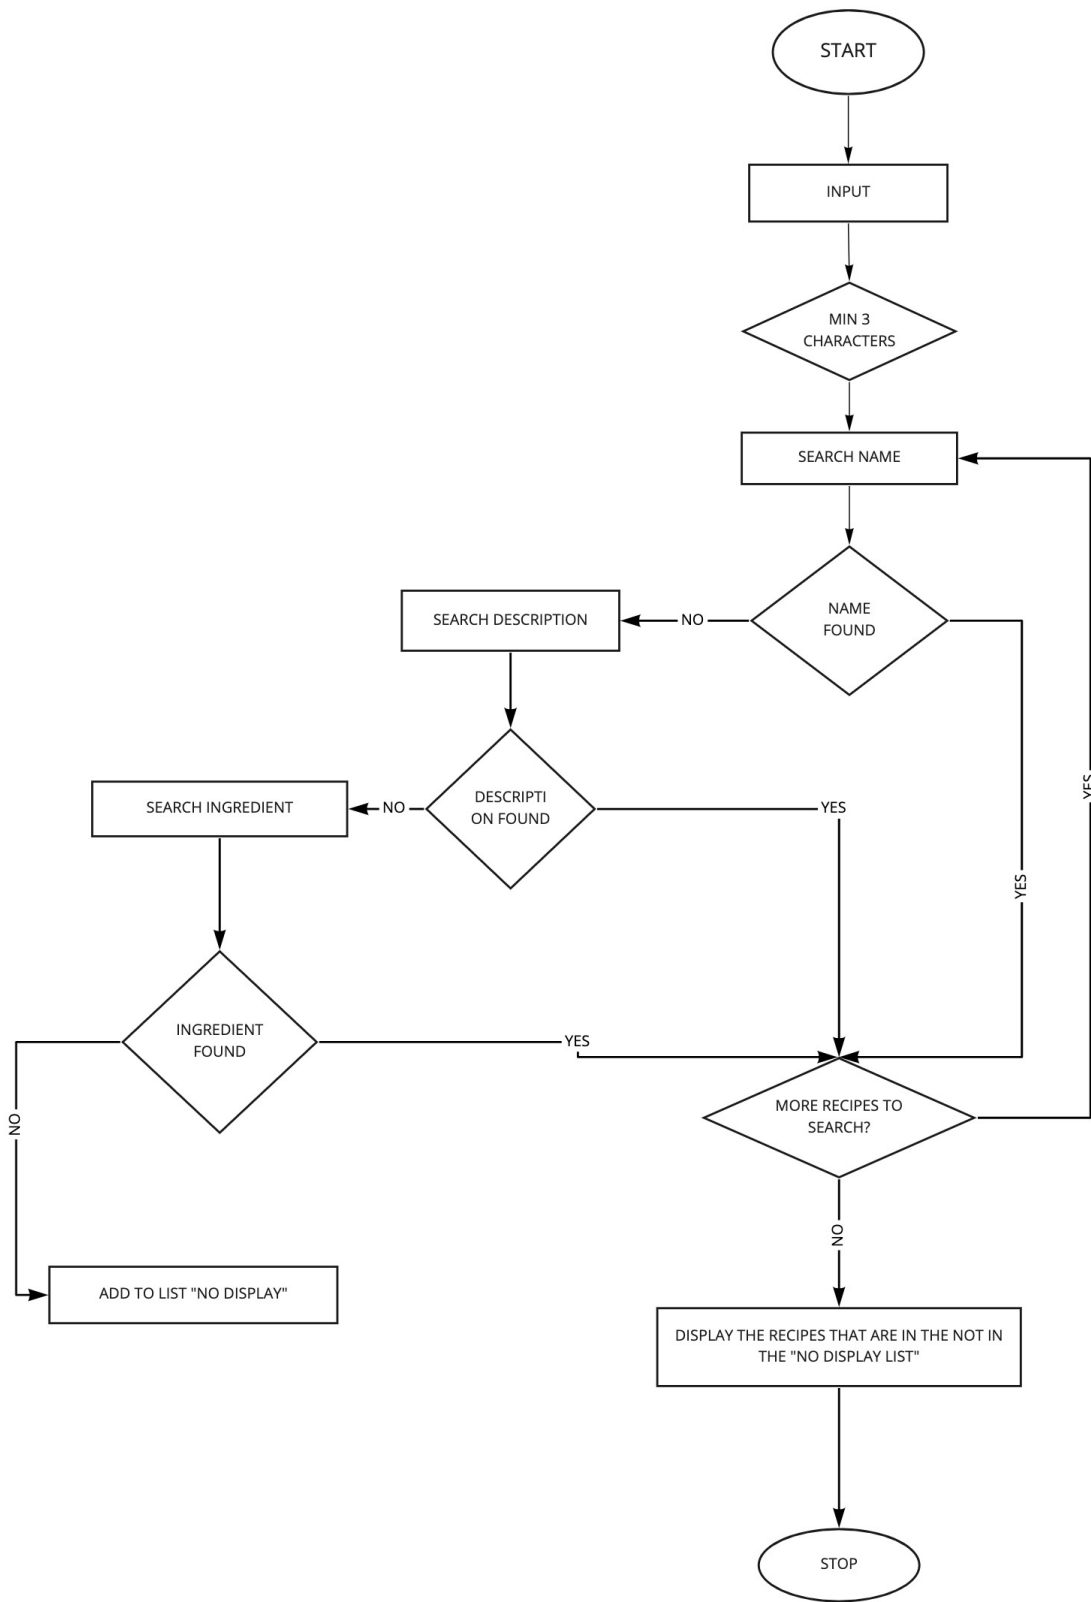 START
INPUT
MIN 3
CHARACTERS
SEARCH NAME
NAME
FOUND
NO
SEARCH DESCRIPTION
DESCRIPTI
ON FOUND
NO
SEARCH INGREDIENT
YES
YES
YES
INGREDIENT
FOUND
YES
NO
MORE RECIPES TO
SEARCH?
NO
ADD TO LIST "NO DISPLAY"
DISPLAY THE RECIPES THAT ARE IN THE NOT IN
THE "NO DISPLAY LIST"
STOP